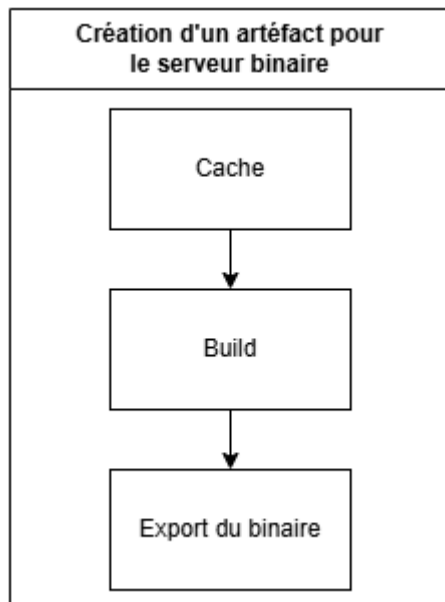 Création d'un artéfact pour
le serveur binaire
Cache
Build
Export du binaire